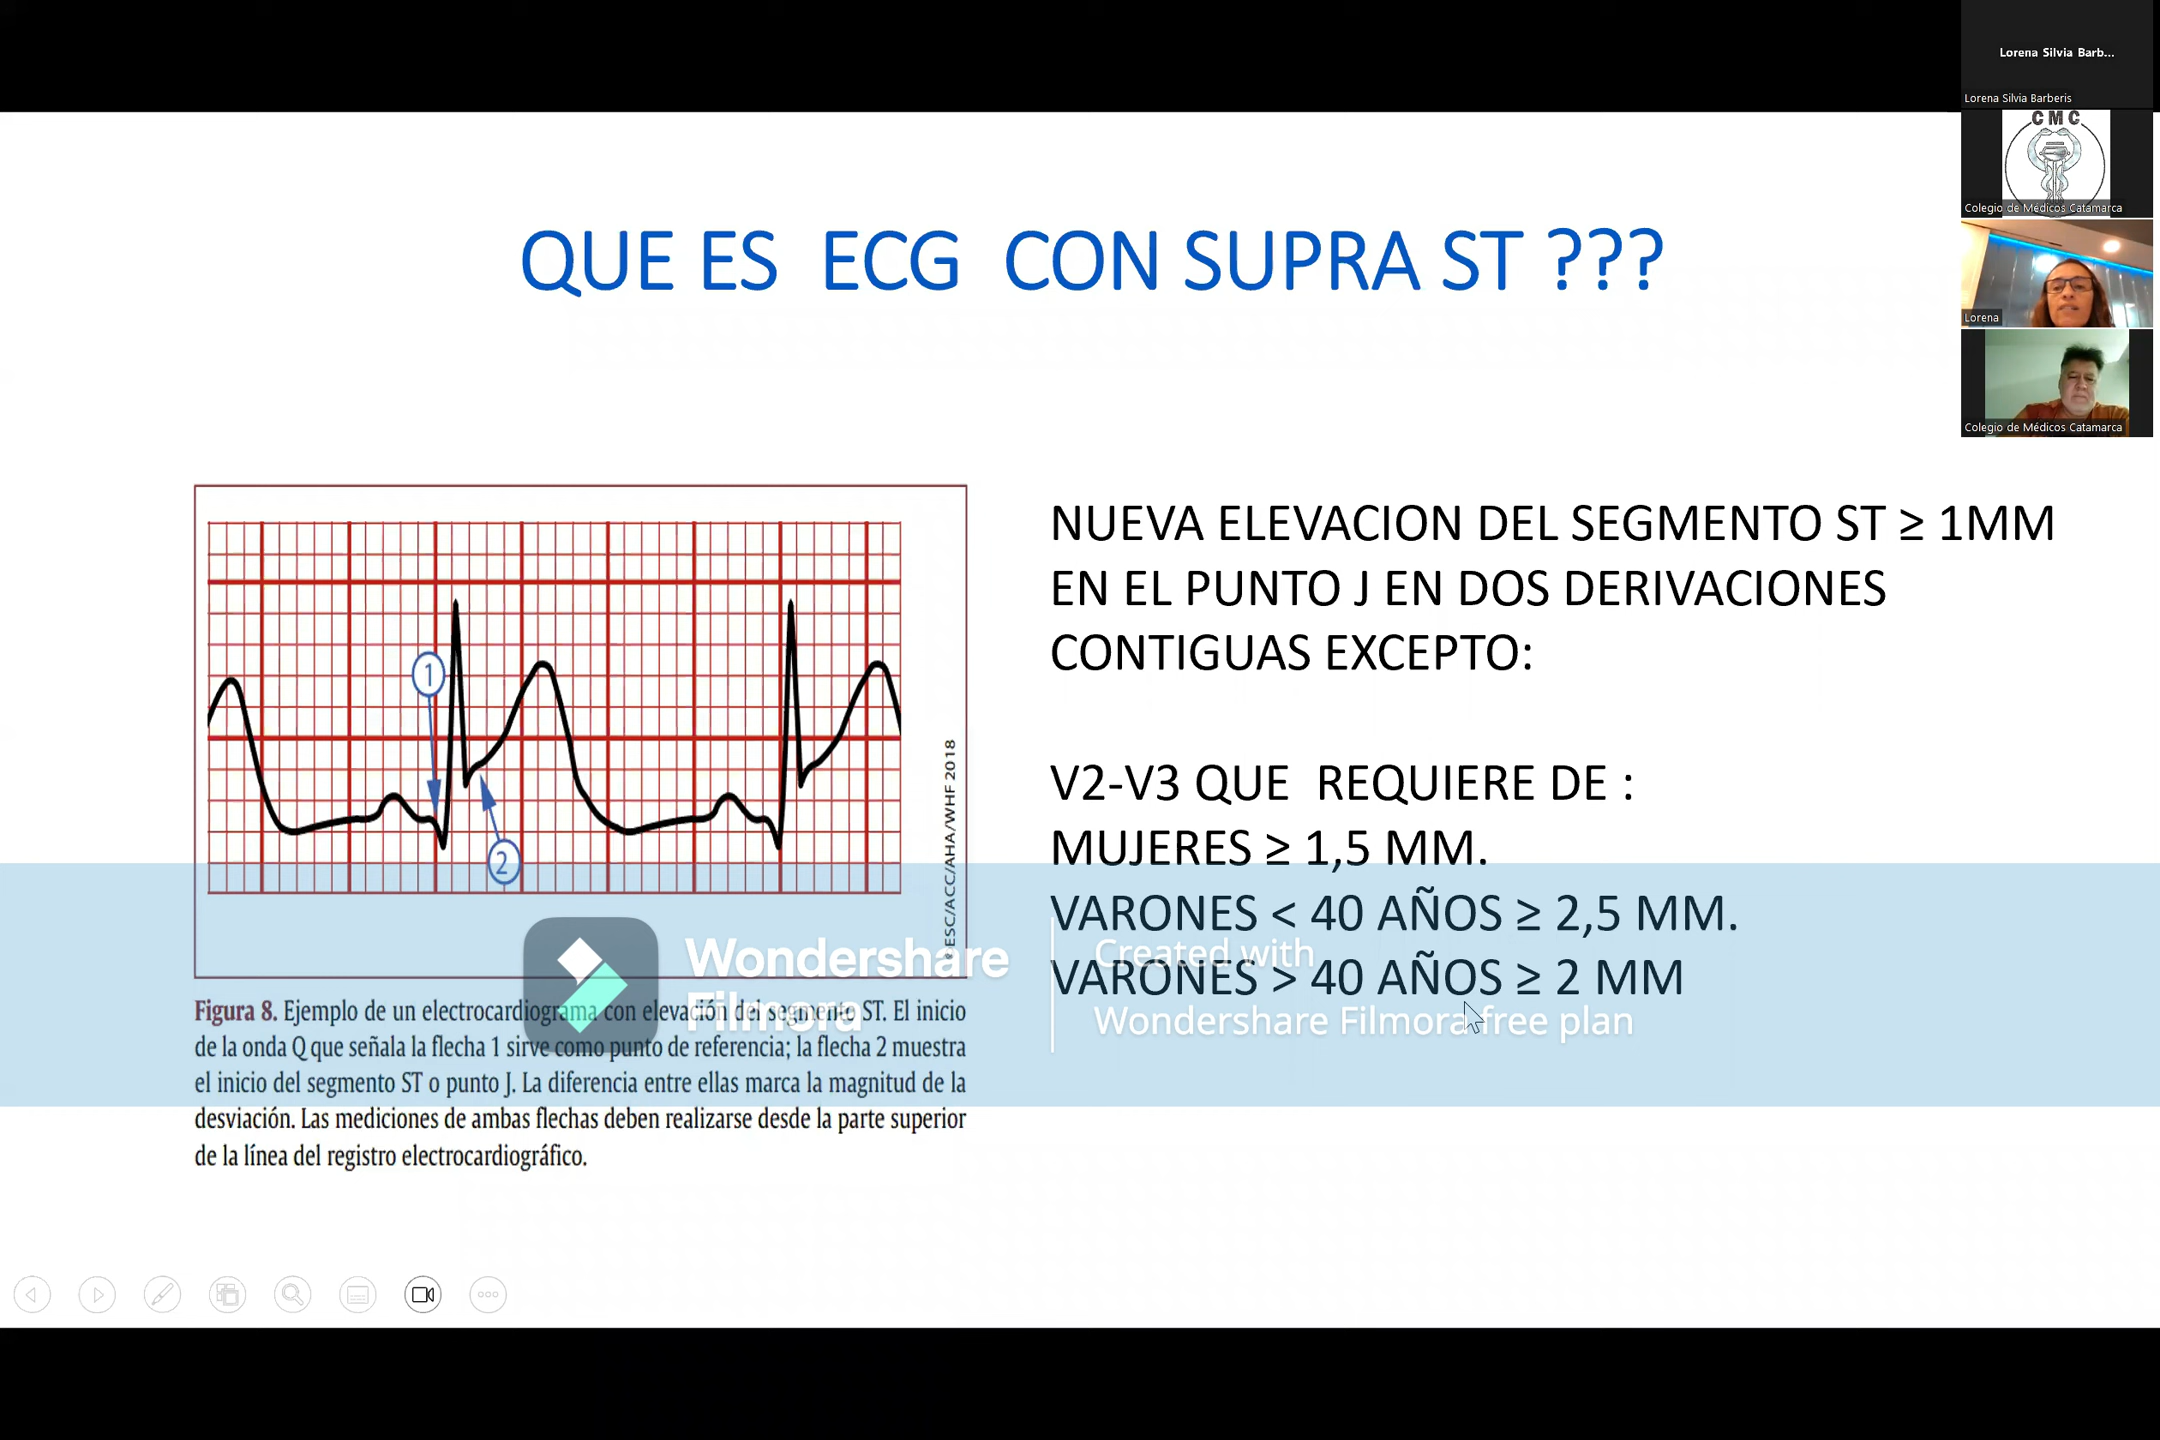 Lorena Silvia Barb...
Lorena Silvia Barberis
C M C
Colegio de Médicos Catamarca
Lorena
Colegio de Médicos Catamarca
QUE ES ECG CON SUPRA ST ???
1
2
©ESC/ACC/AHA/WHF 2018
Figura 8. Ejemplo de un electrocardiograma con elevación del segmento ST. El inicio
de la onda Q que señala la flecha 1 sirve como punto de referencia; la flecha 2 muestra
el inicio del segmento ST o punto J. La diferencia entre ellas marca la magnitud de la
desviación. Las mediciones de ambas flechas deben realizarse desde la parte superior
de la línea del registro electrocardiográfico.
NUEVA ELEVACION DEL SEGMENTO ST ≥ 1MM
EN EL PUNTO J EN DOS DERIVACIONES
CONTIGUAS EXCEPTO:
V2-V3 QUE REQUIERE DE :
MUJERES ≥ 1,5 MM.
VARONES < 40 AÑOS ≥ 2,5 MM.
VARONES > 40 AÑOS ≥ 2 MM
Wondershare
Filmora
Created with
Wondershare Filmora free plan